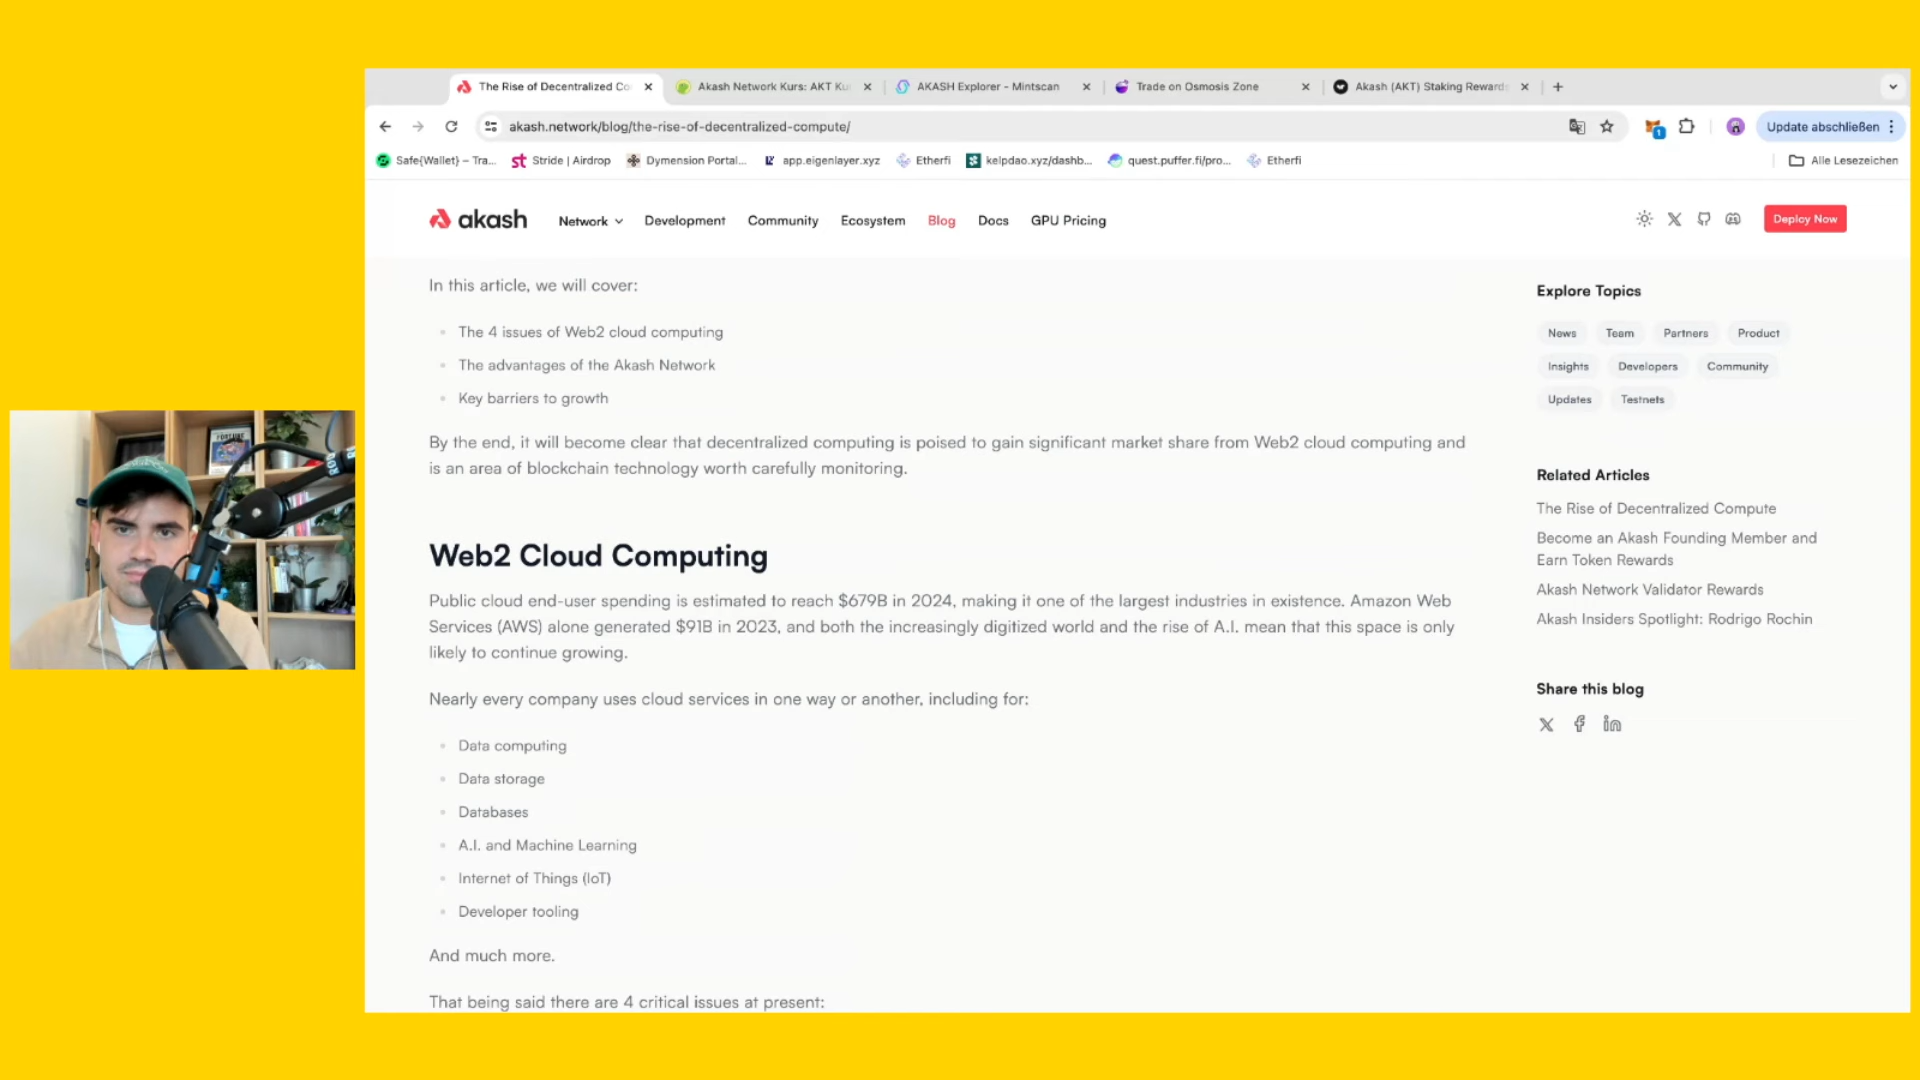 The Rise of Decentralized Co
Akash Network Kurs: AKT Ku
AKASH Explorer - Mintscan
Trade on Osmosis Zone
Akash (AKT) Staking Rewards
akash.network/blog/the-rise-of-decentralized-compute/
1
Update abschließen
Safe{Wallet} – Tra...
st Stride | Airdrop
Dymension Portal...
app.eigenlayer.xyz
Etherfi
kelpdao.xyz/dashb...
quest.puffer.fi/pro...
Etherfi
Alle Lesezeichen
akash
Network
Development
Community
Ecosystem
Blog
Docs
GPU Pricing
Deploy Now
In this article, we will cover:
The 4 issues of Web2 cloud computing
The advantages of the Akash Network
Key barriers to growth
By the end, it will become clear that decentralized computing is poised to gain significant market share from Web2 cloud computing and
is an area of blockchain technology worth carefully monitoring.
Web2 Cloud Computing
Public cloud end-user spending is estimated to reach $679B in 2024, making it one of the largest industries in existence. Amazon Web
Services (AWS) alone generated $91B in 2023, and both the increasingly digitized world and the rise of A.I. mean that this space is only
likely to continue growing.
Nearly every company uses cloud services in one way or another, including for:
Data computing
Data storage
Databases
A.I. and Machine Learning
Internet of Things (IoT)
Developer tooling
And much more.
That being said there are 4 critical issues at present:
Explore Topics
News Team Partners Product
Insights Developers Community
Updates Testnets
Related Articles
The Rise of Decentralized Compute
Become an Akash Founding Member and
Earn Token Rewards
Akash Network Validator Rewards
Akash Insiders Spotlight: Rodrigo Rochin
Share this blog
FORTUNE